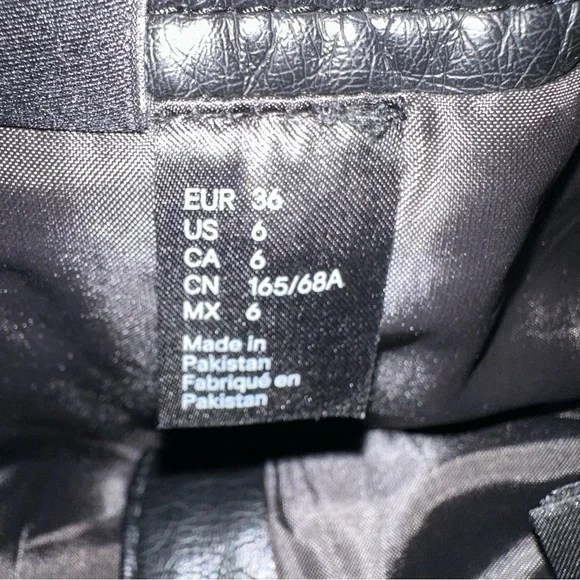 EUR 36
US 6
CA 6
CN 165/68A
MX 6
Made in
Pakistan
Fabriqué en
Pakistan